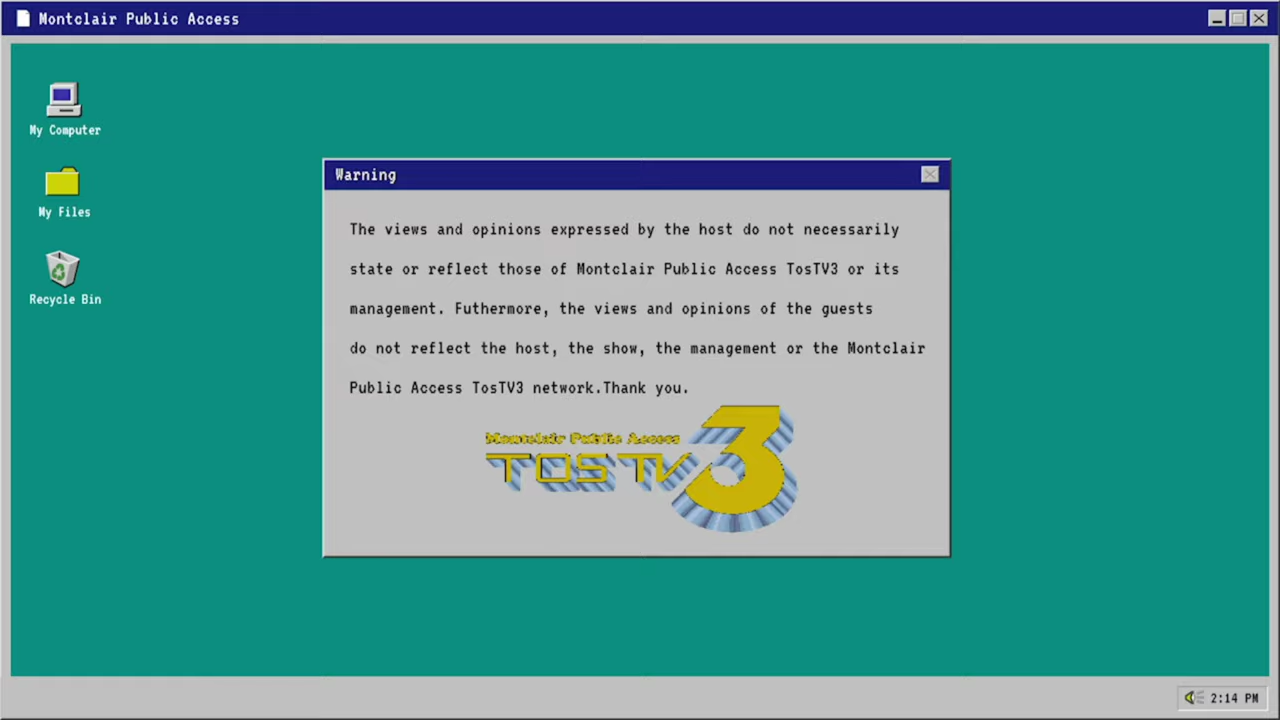 Montclair Public Access
My Computer
My Files
Recycle Bin
Warning
The views and opinions expressed by the host do not necessarily
state or reflect those of Montclair Public Access TosTV3 or its
management. Futhermore, the views and opinions of the guests
do not reflect the host, the show, the management or the Montclair
Public Access TosTV3 network.Thank you.
Montclair Public Access
TOSTV3
2:14 PM